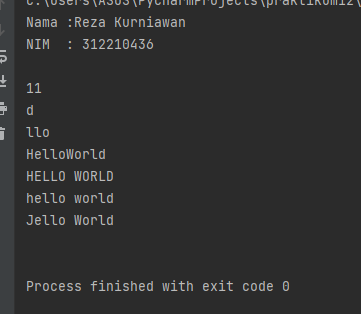 C:\Users\ASUS\PycharmProjects\praktikum12\
Nama :Reza Kurniawan
NIM  : 312210436
11
d
llo
HelloWorld
HELLO WORLD
hello world
Jello World
Process finished with exit code 0